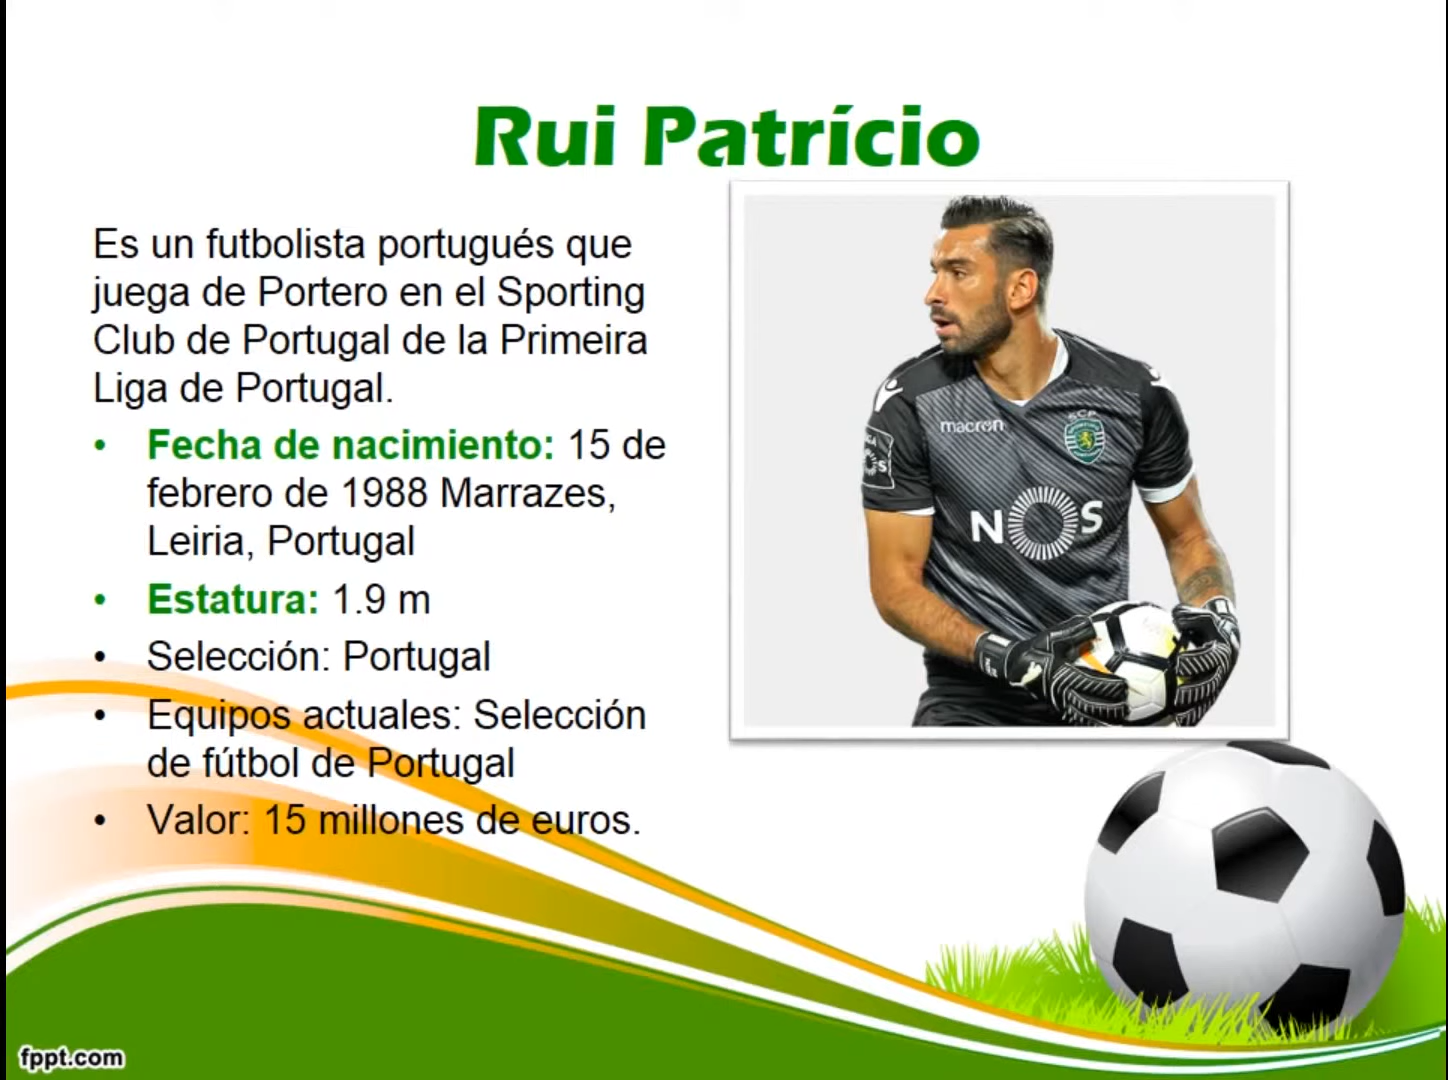 Rui Patrício
Es un futbolista portugués que
juega de Portero en el Sporting
Club de Portugal de la Primeira
Liga de Portugal.
• Fecha de nacimiento: 15 de
febrero de 1988 Marrazes,
Leiria, Portugal
• Estatura: 1.9 m
• Selección: Portugal
• Equipos actuales: Selección
de fútbol de Portugal
• Valor: 15 millones de euros.
macron
SCP
NOS
fppt.com